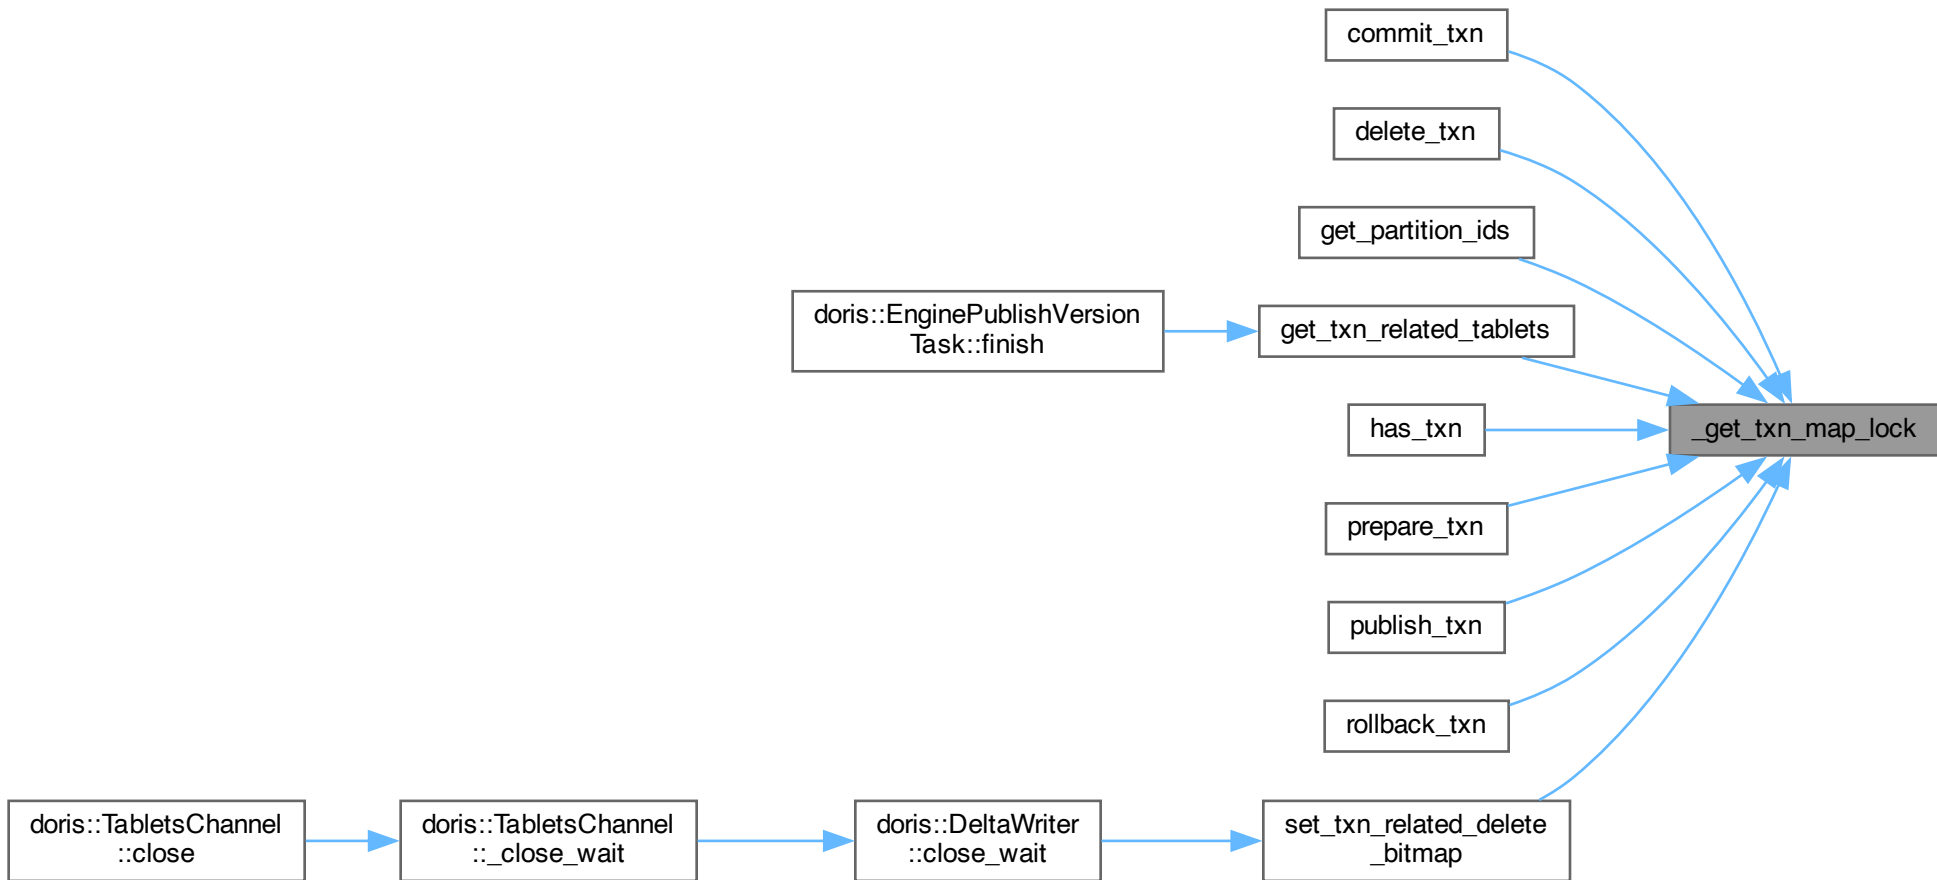 commit_txn
delete_txn
get_partition_ids
doris::EnginePublishVersion
Task::finish
get_txn_related_tablets
has_txn
_get_txn_map_lock
prepare_txn
publish_txn
rollback_txn
doris::TabletsChannel
::close
doris::TabletsChannel
::_close_wait
doris::DeltaWriter
::close_wait
set_txn_related_delete
_bitmap